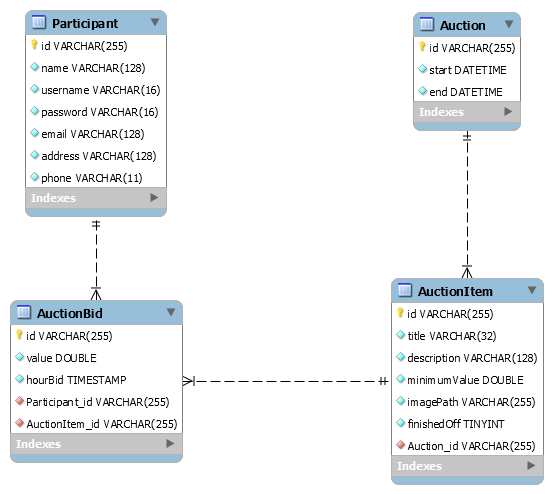 Participant
id VARCHAR(255)
name VARCHAR(128)
username VARCHAR(16)
password VARCHAR(16)
email VARCHAR(128)
address VARCHAR(128)
phone VARCHAR(11)
Indexes
Auction
id VARCHAR(255)
start DATETIME
end DATETIME
Indexes
AuctionBid
id VARCHAR(255)
value DOUBLE
hourBid TIMESTAMP
Participant_id VARCHAR(255)
AuctionItem_id VARCHAR(255)
Indexes
AuctionItem
id VARCHAR(255)
title VARCHAR(32)
description VARCHAR(128)
minimumValue DOUBLE
imagePath VARCHAR(255)
finishedOff TINYINT
Auction_id VARCHAR(255)
Indexes